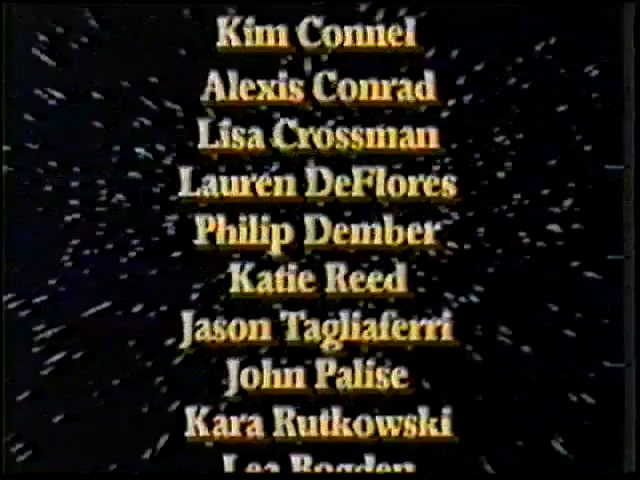 Kim Connel
Alexis Conrad
Lisa Crossman
Lauren DeFlores
Philip Dember
Katie Reed
Jason Tagliaferri
John Palise
Kara Rutkowski